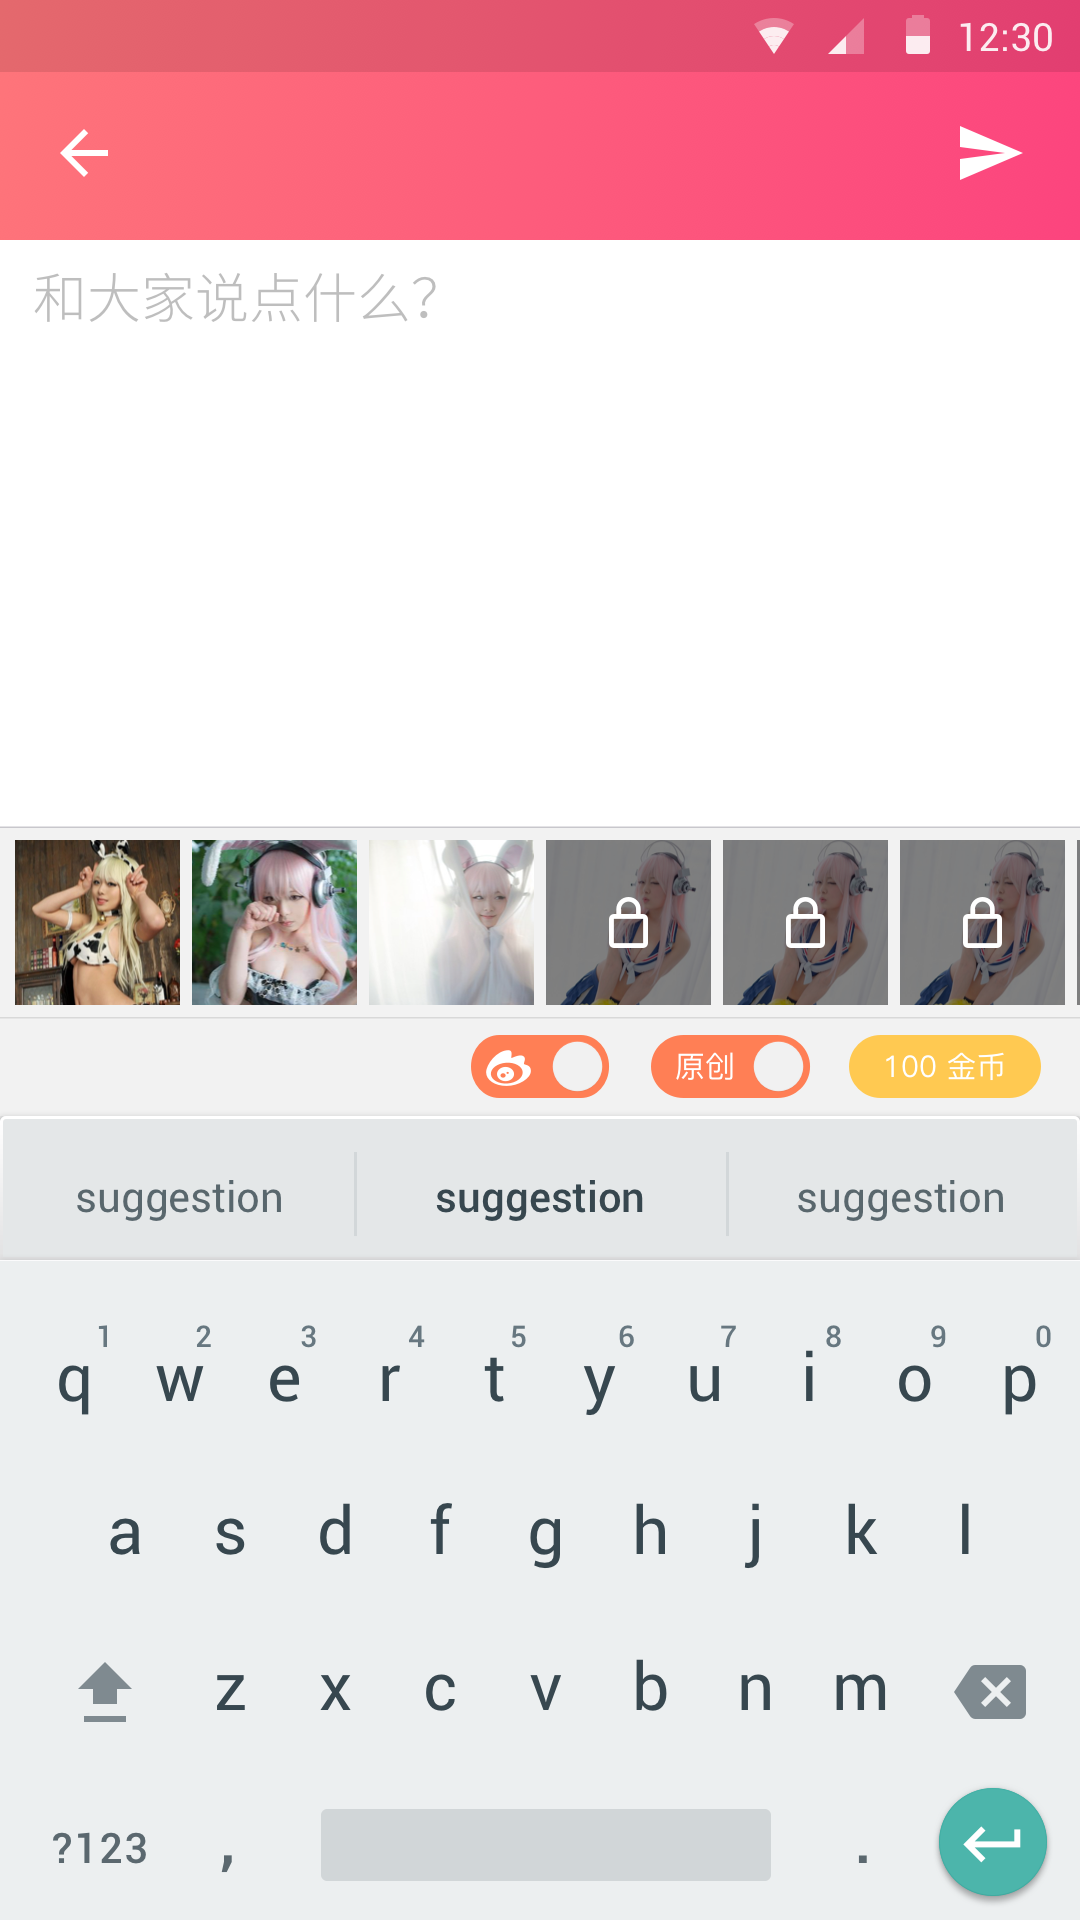 12:30
和大家说点什么？
原创
100 金币
suggestion suggestion suggestion
1 2 3 4 5 6 7 8 9 0
q w e r t y u i o p
a s d f g h j k l
z x c v b n m
?123 , .